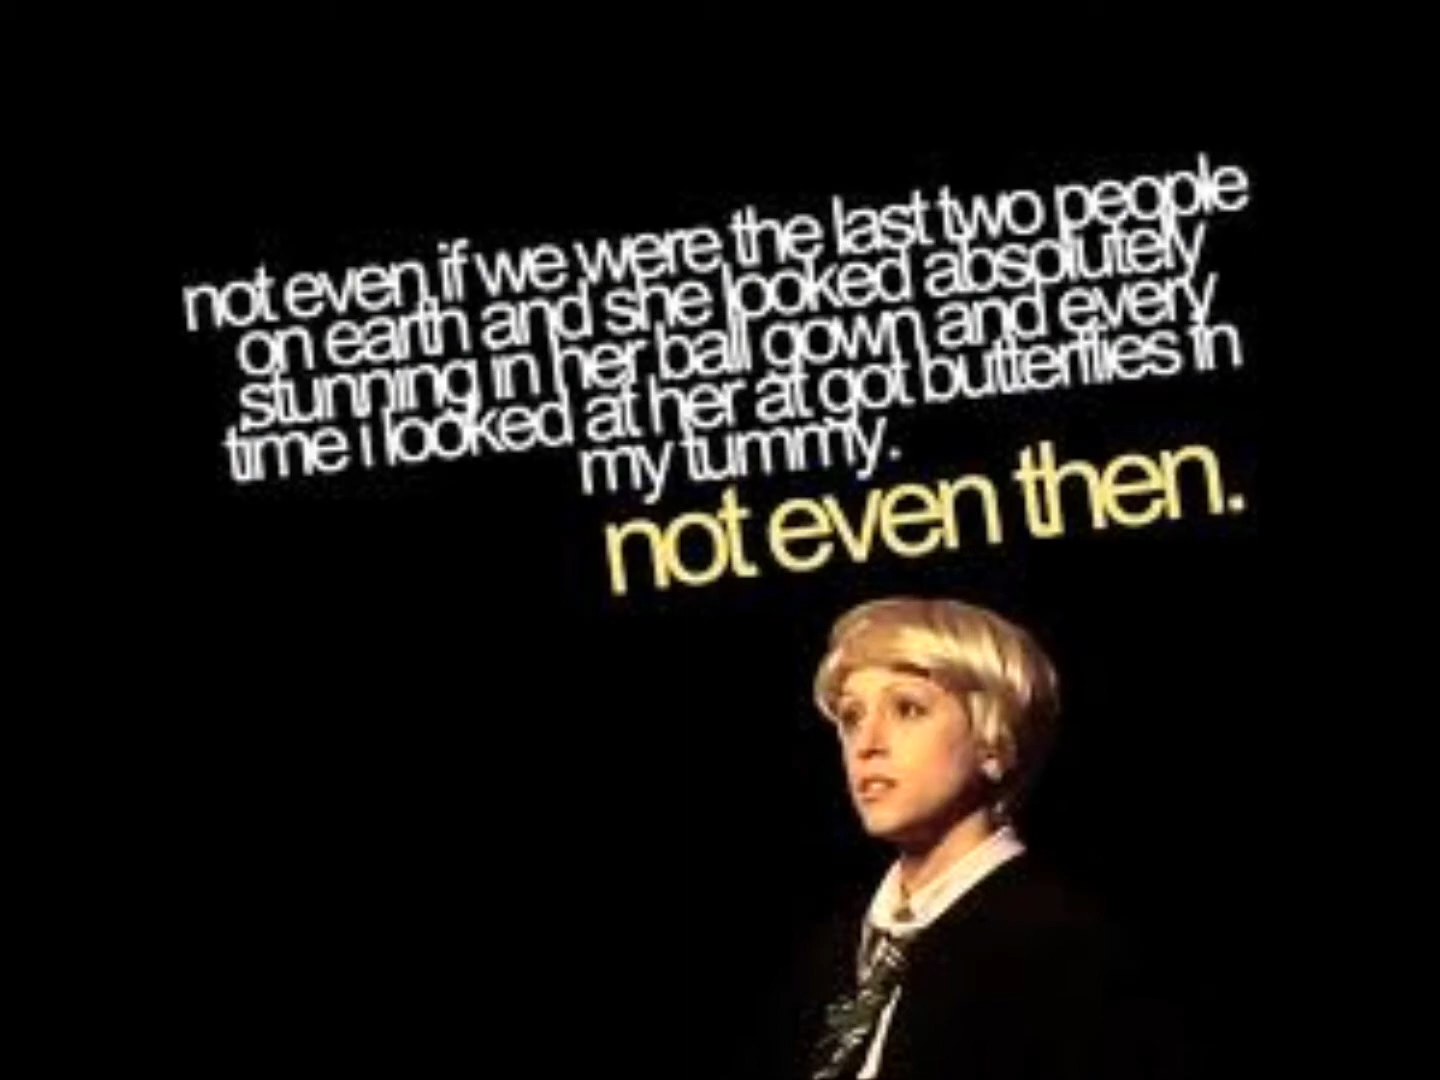 not even if we were the last two people
on earth and she looked absolutely
stunning in her ball gown and every
time i looked at her at got butterflies in
my tummy.
not even then.